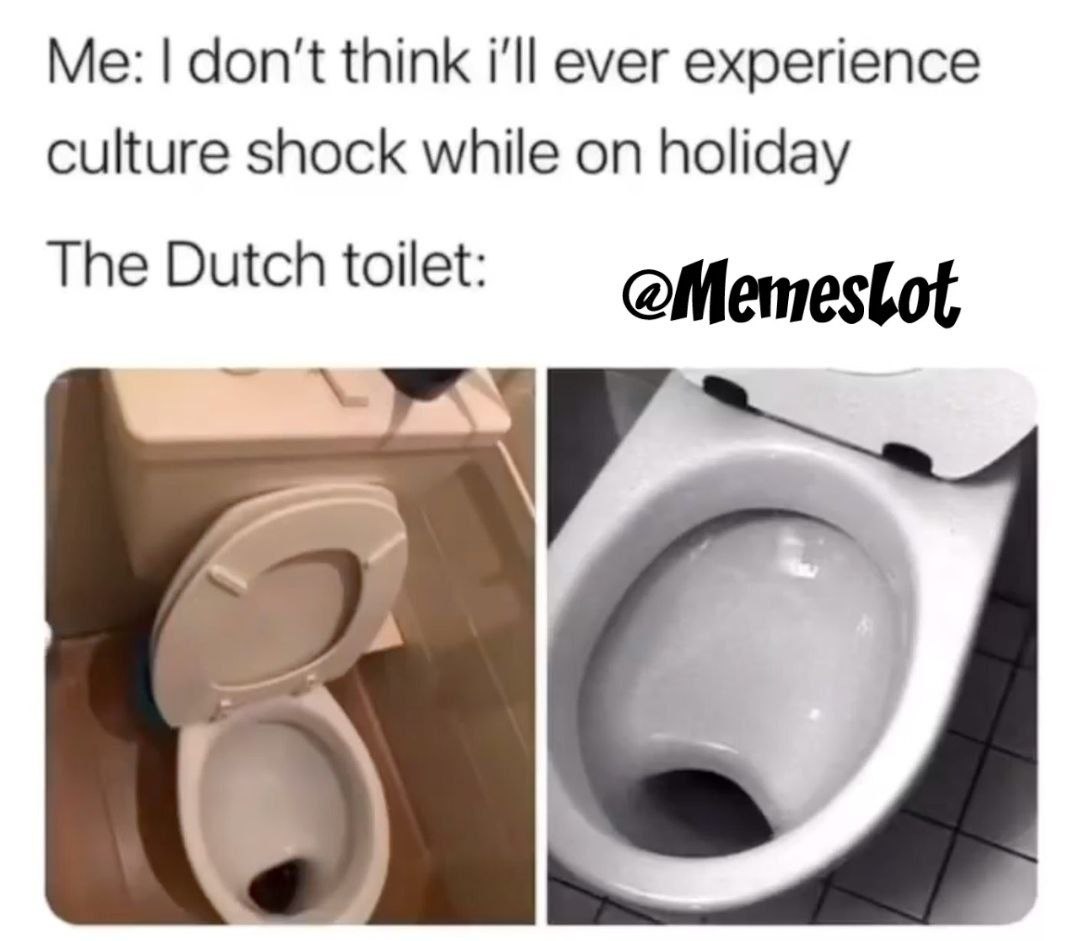 Me: I don't think i'll ever experience
culture shock while on holiday
The Dutch toilet:
@MemesLot